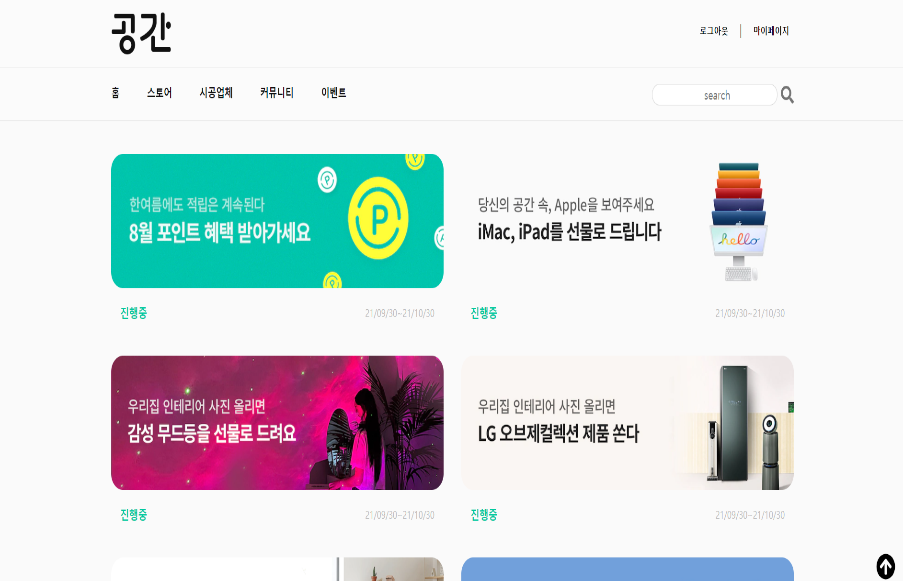 공간
로그아웃 | 마이페이지
홈 스토어 시공업체 커뮤니티 이벤트
search
한여름에도 적립은 계속된다
8월 포인트 혜택 받아가세요
당신의 공간 속, Apple을 보여주세요
iMac, iPad를 선물로 드립니다
hello
진행중 21/09/30~21/10/30
진행중 21/09/30~21/10/30
우리집 인테리어 사진 올리면
감성 무드등을 선물로 드려요
우리집 인테리어 사진 올리면
LG 오브제컬렉션 제품 쏜다
진행중 21/09/30~21/10/30
진행중 21/09/30~21/10/30